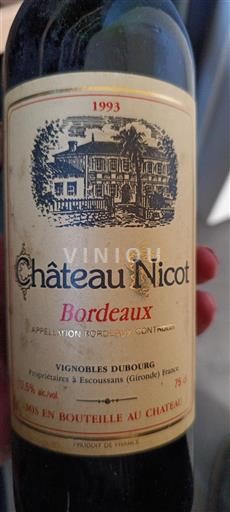 1993
VINIOU
Château Nicot
Bordeaux
APPELLATION BORDEAUX CONTROLÉE
VIGNOBLES DUBOURG
Propriétaires à Escoussans (Gironde) France
75 cl
MIS EN BOUTEILLE AU CHATEAU
PRODUIT DE FRANCE